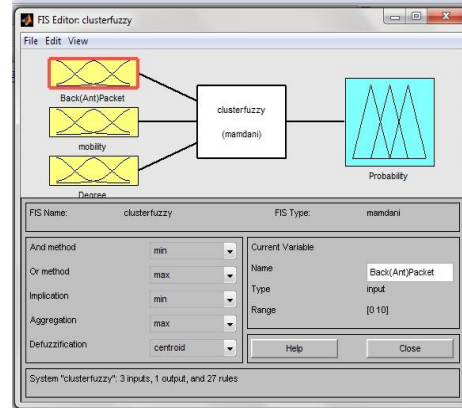 FIS Editor: clusterfuzzy
File Edit View
Back(Ant)Packet
mobility
Degree
clusterfuzzy
(mamdani)
Probability
FIS Name: clusterfuzzy FIS Type: mamdani
And method min
Or method max
Implication min
Aggregation max
Defuzzification centroid
Current Variable
Name Back(Ant)Packet
Type input
Range [0 10]
Help Close
System "clusterfuzzy": 3 inputs, 1 output, and 27 rules